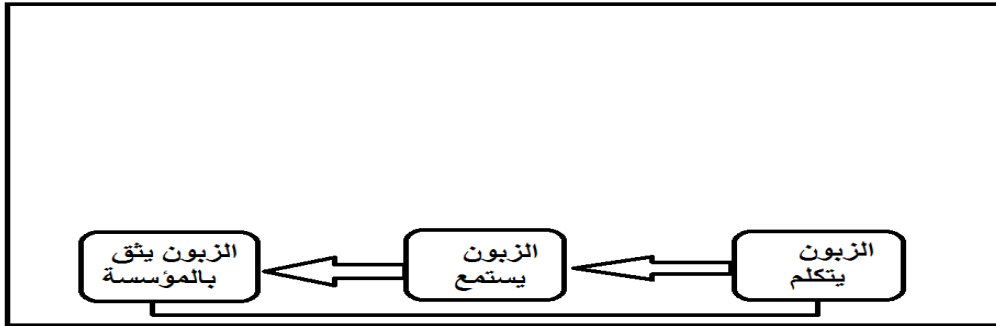 الزبون
يتكلم
الزبون
يستمع
الزبون يثق
بالمؤسسة